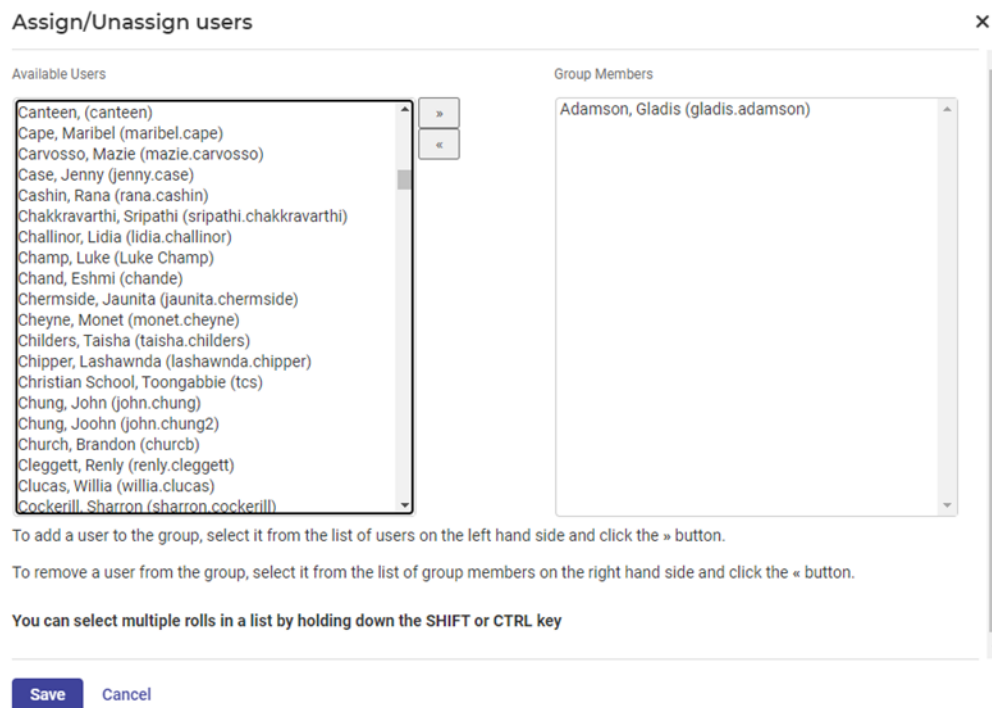 Assign/Unassign users
×
Available Users
Group Members
Canteen, (canteen)
Cape, Maribel (maribel.cape)
Carvosso, Mazie (mazie.carvosso)
Case, Jenny (jenny.case)
Cashin, Rana (rana.cashin)
Chakkravarthi, Sripathi (sripathi.chakkravarthi)
Challinor, Lidia (lidia.challinor)
Champ, Luke (Luke Champ)
Chand, Eshmi (chande)
Chermside, Jaunita (jaunita.chermside)
Cheyne, Monet (monet.cheyne)
Childers, Taisha (taisha.childers)
Chipper, Lashawnda (lashawnda.chipper)
Christian School, Toongabbie (tcs)
Chung, John (john.chung)
Chung, Joohn (john.chung2)
Church, Brandon (churcb)
Cleggett, Renly (renly.cleggett)
Clucas, Willia (willia.clucas)
Cockerill, Sharron (sharron.cockerill)
»
«
Adamson, Gladis (gladis.adamson)
To add a user to the group, select it from the list of users on the left hand side and click the » button.
To remove a user from the group, select it from the list of group members on the right hand side and click the « button.
You can select multiple rolls in a list by holding down the SHIFT or CTRL key
Save
Cancel